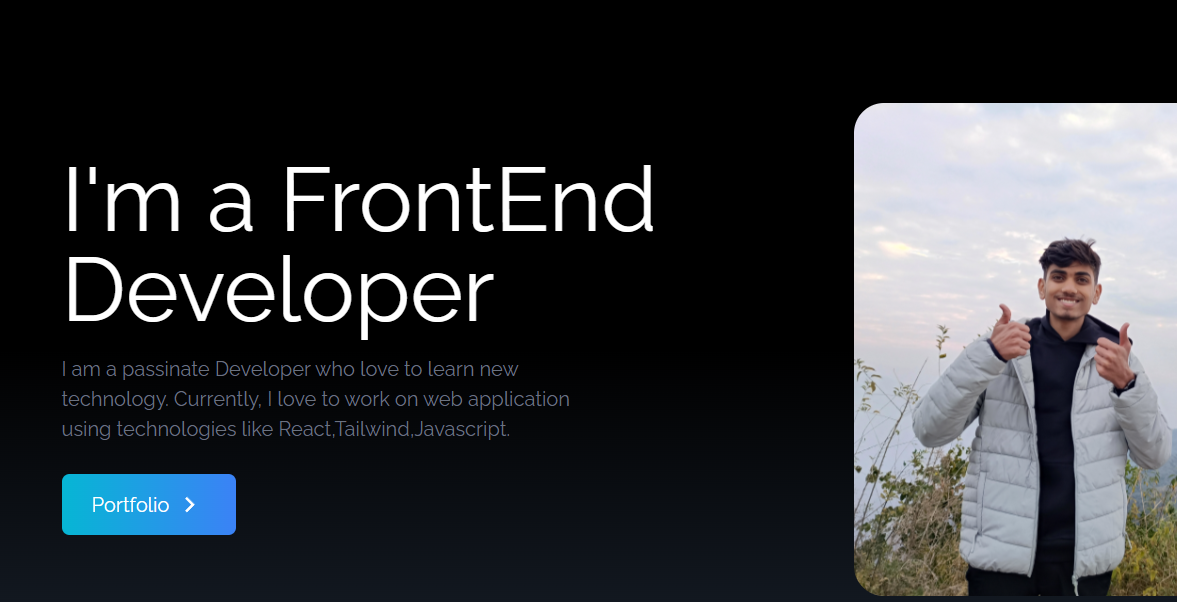 I'm a FrontEnd
Developer
I am a passinate Developer who love to learn new
technology. Currently, I love to work on web application
using technologies like React,Tailwind,Javascript.
Portfolio